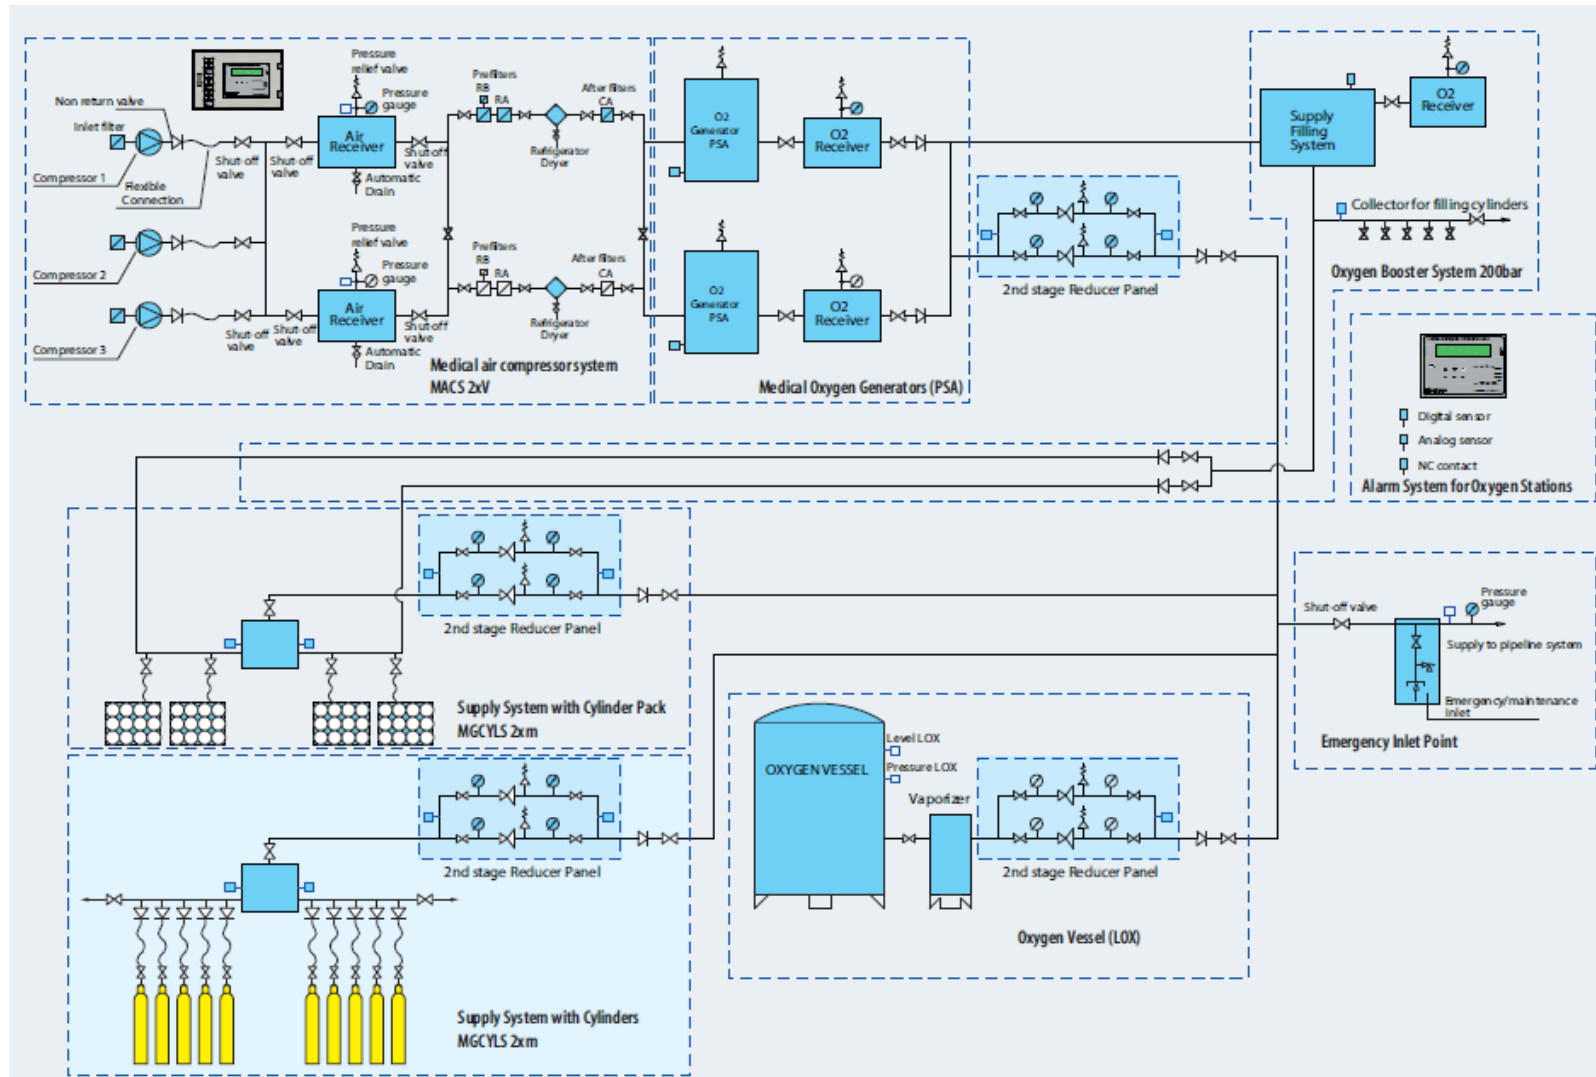 Pressure
relief valve
Non return valve
Inlet filter
Pressure
gauge
Air
Receiver
Shut-off
valve
Shut-off
valve
Shut-off
valve
Compressor 1
Flexible
Connection
Automatic
Drain
Prefilters
RB
RA
After filters
CA
Refrigerator
Dryer
Compressor 2
Pressure
relief valve
Pressure
gauge
Air
Receiver
Shut-off
valve
Shut-off
valve
Shut-off
valve
Compressor 3
Automatic
Drain
Prefilters
RB
RA
After filters
CA
Refrigerator
Dryer
Medical air compressor system
MACS 2xV
O2
Generator
PSA
O2
Receiver
O2
Generator
PSA
O2
Receiver
Medical Oxygen Generators (PSA)
2nd stage Reducer Panel
Supply
Filling
System
O2
Receiver
Collector for filling cylinders
Oxygen Booster System 200bar
Digital sensor
Analog sensor
NC contact
Alarm System for Oxygen Stations
2nd stage Reducer Panel
Supply System with Cylinder Pack
MGCYLS 2xm
Shut-off valve
Pressure
gauge
Supply to pipeline system
Emergency/maintenance
Inlet
Emergency Inlet Point
2nd stage Reducer Panel
Supply System with Cylinders
MGCYLS 2xm
OXYGEN VESSEL
Level LOX
Pressure LOX
Vaporizer
2nd stage Reducer Panel
Oxygen Vessel (LOX)